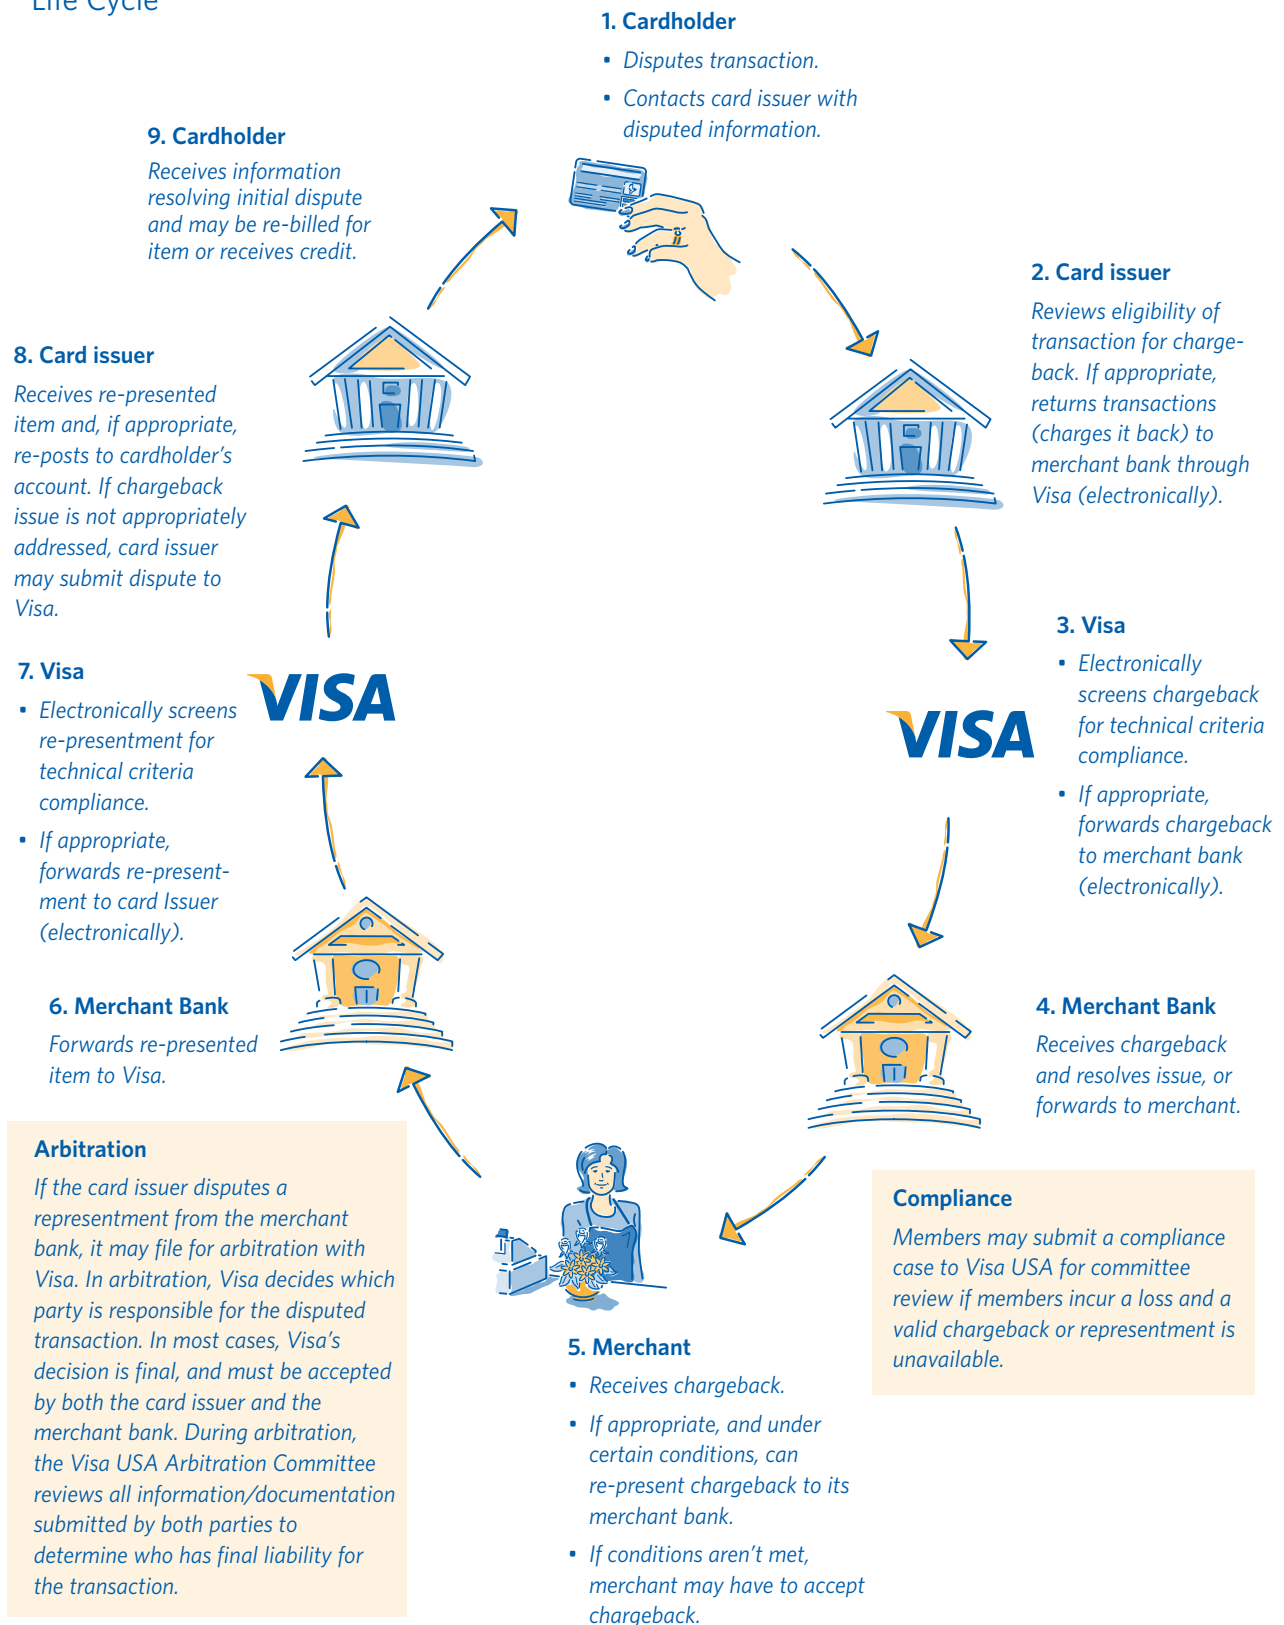 Life Cycle
1. Cardholder
• Disputes transaction.
• Contacts card issuer with
disputed information.
2. Card issuer
Reviews eligibility of
transaction for charge-
back. If appropriate,
returns transactions
(charges it back) to
merchant bank through
Visa (electronically).
3. Visa
• Electronically
screens chargeback
for technical criteria
compliance.
• If appropriate,
forwards chargeback
to merchant bank
(electronically).
VISA
4. Merchant Bank
Receives chargeback
and resolves issue, or
forwards to merchant.
Compliance
Members may submit a compliance
case to Visa USA for committee
review if members incur a loss and a
valid chargeback or representment is
unavailable.
5. Merchant
• Receives chargeback.
• If appropriate, and under
certain conditions, can
re-present chargeback to its
merchant bank.
• If conditions aren't met,
merchant may have to accept
chargeback.
6. Merchant Bank
Forwards re-presented
item to Visa.
Arbitration
If the card issuer disputes a
representment from the merchant
bank, it may file for arbitration with
Visa. In arbitration, Visa decides which
party is responsible for the disputed
transaction. In most cases, Visa's
decision is final, and must be accepted
by both the card issuer and the
merchant bank. During arbitration,
the Visa USA Arbitration Committee
reviews all information/documentation
submitted by both parties to
determine who has final liability for
the transaction.
7. Visa
• Electronically screens
re-presentment for
technical criteria
compliance.
• If appropriate,
forwards re-present-
ment to card Issuer
(electronically).
VISA
8. Card issuer
Receives re-presented
item and, if appropriate,
re-posts to cardholder's
account. If chargeback
issue is not appropriately
addressed, card issuer
may submit dispute to
Visa.
9. Cardholder
Receives information
resolving initial dispute
and may be re-billed for
item or receives credit.